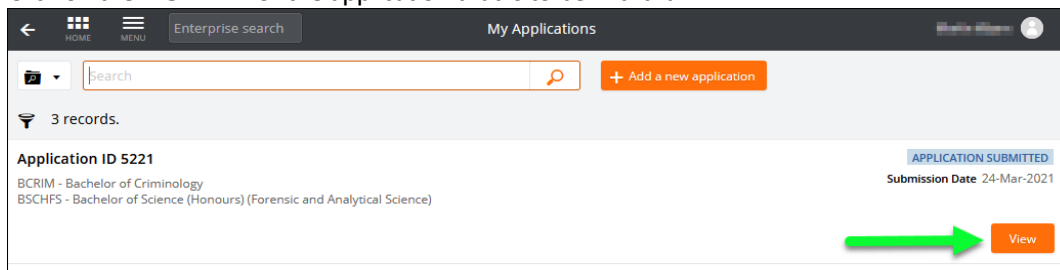 HOME
MENU
Enterprise search
My Applications
Search
+ Add a new application
3 records.
Application ID 5221
APPLICATION SUBMITTED
BCRIM - Bachelor of Criminology
Submission Date 24-Mar-2021
BSCHFS - Bachelor of Science (Honours) (Forensic and Analytical Science)
View